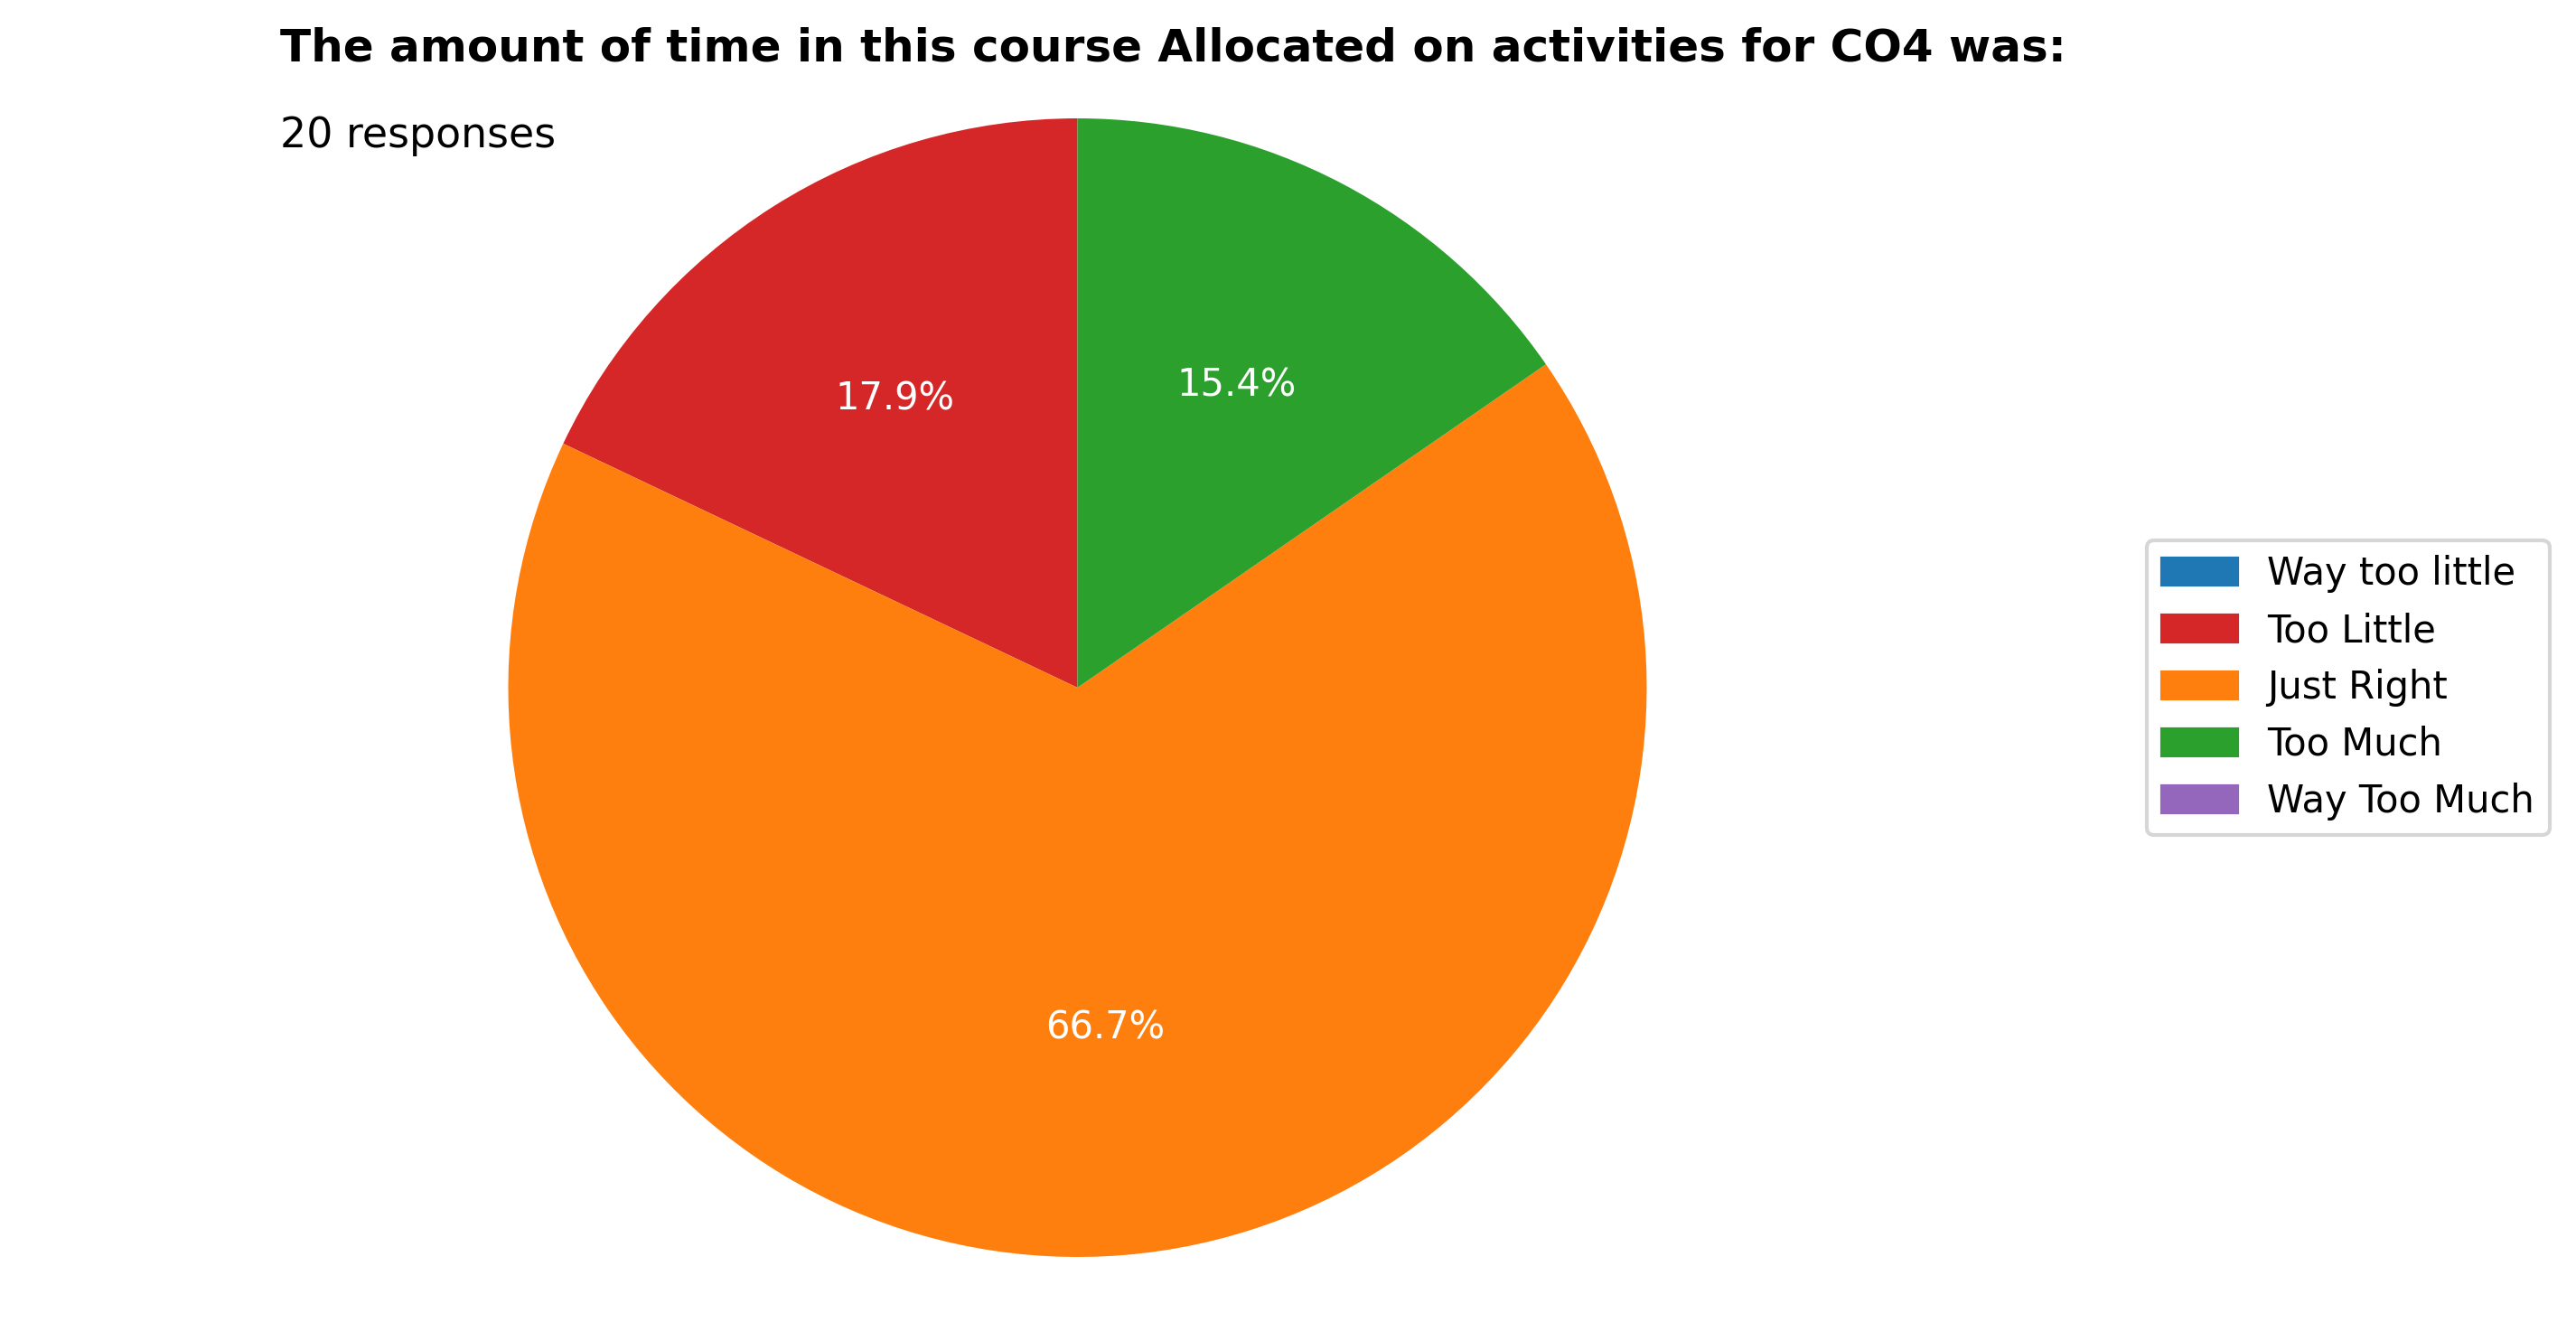 The amount of time in this course Allocated on activities for CO4 was:
20 responses
17.9%
15.4%
66.7%
Way too little
Too Little
Just Right
Too Much
Way Too Much